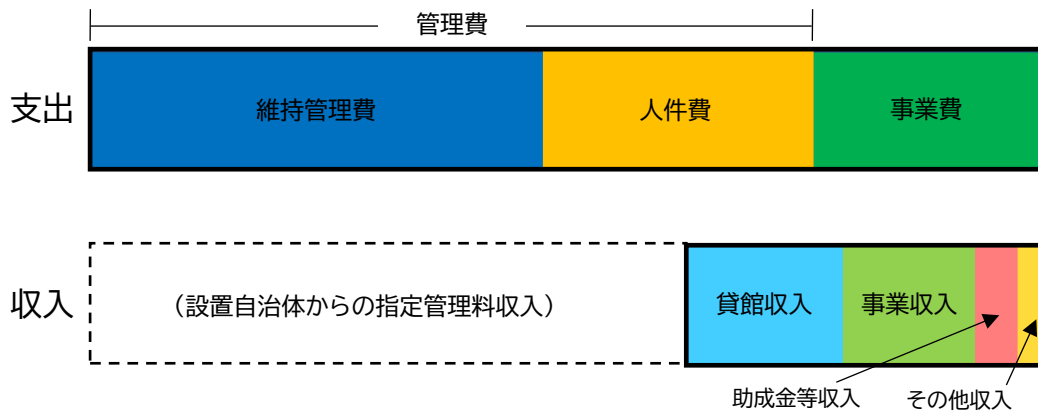 管理費
支出
維持管理費
人件費
事業費
収入
（設置自治体からの指定管理料収入）
貸館収入
事業収入
助成金等収入
その他収入